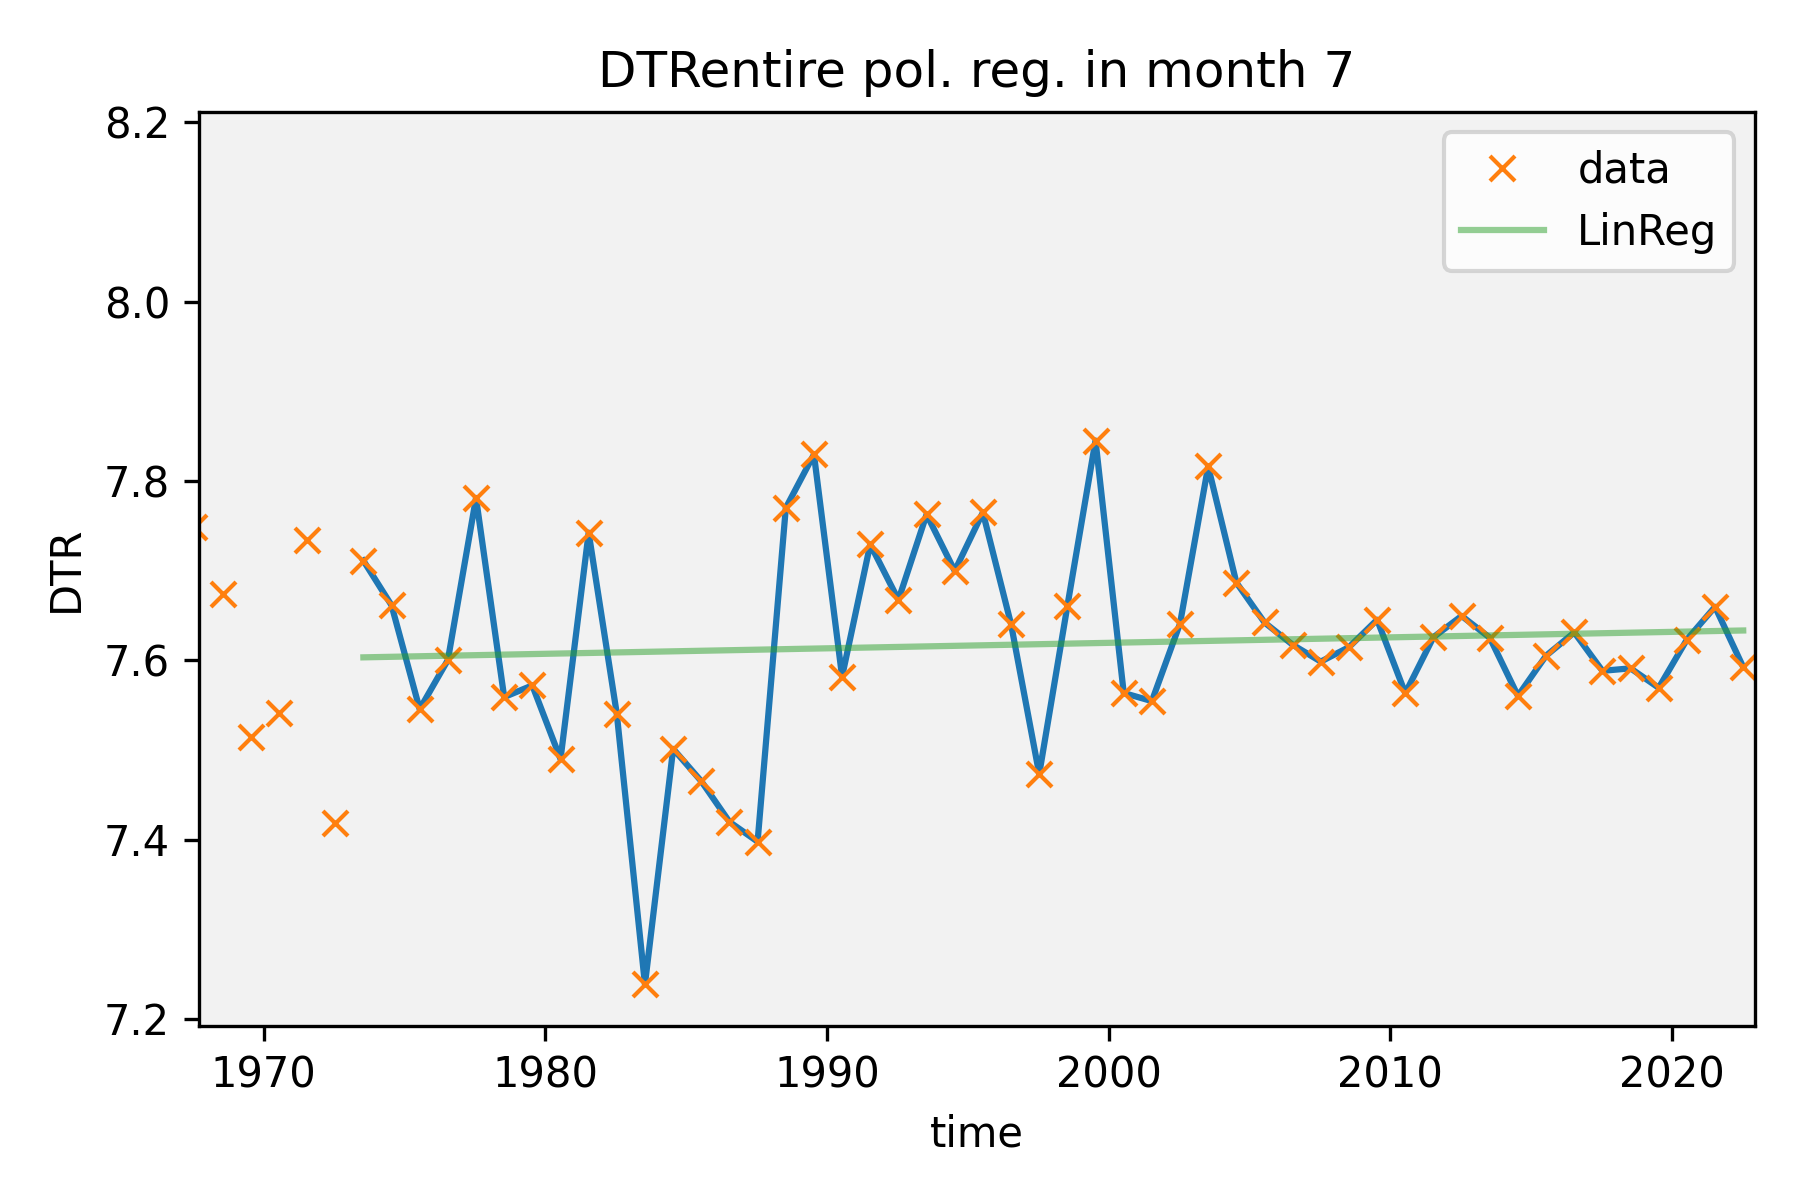 DTRentire pol. reg. in month 7
8.2
8.0
7.8
7.6
7.4
7.2
DTR
data
LinReg
1970 1980 1990 2000 2010 2020
time